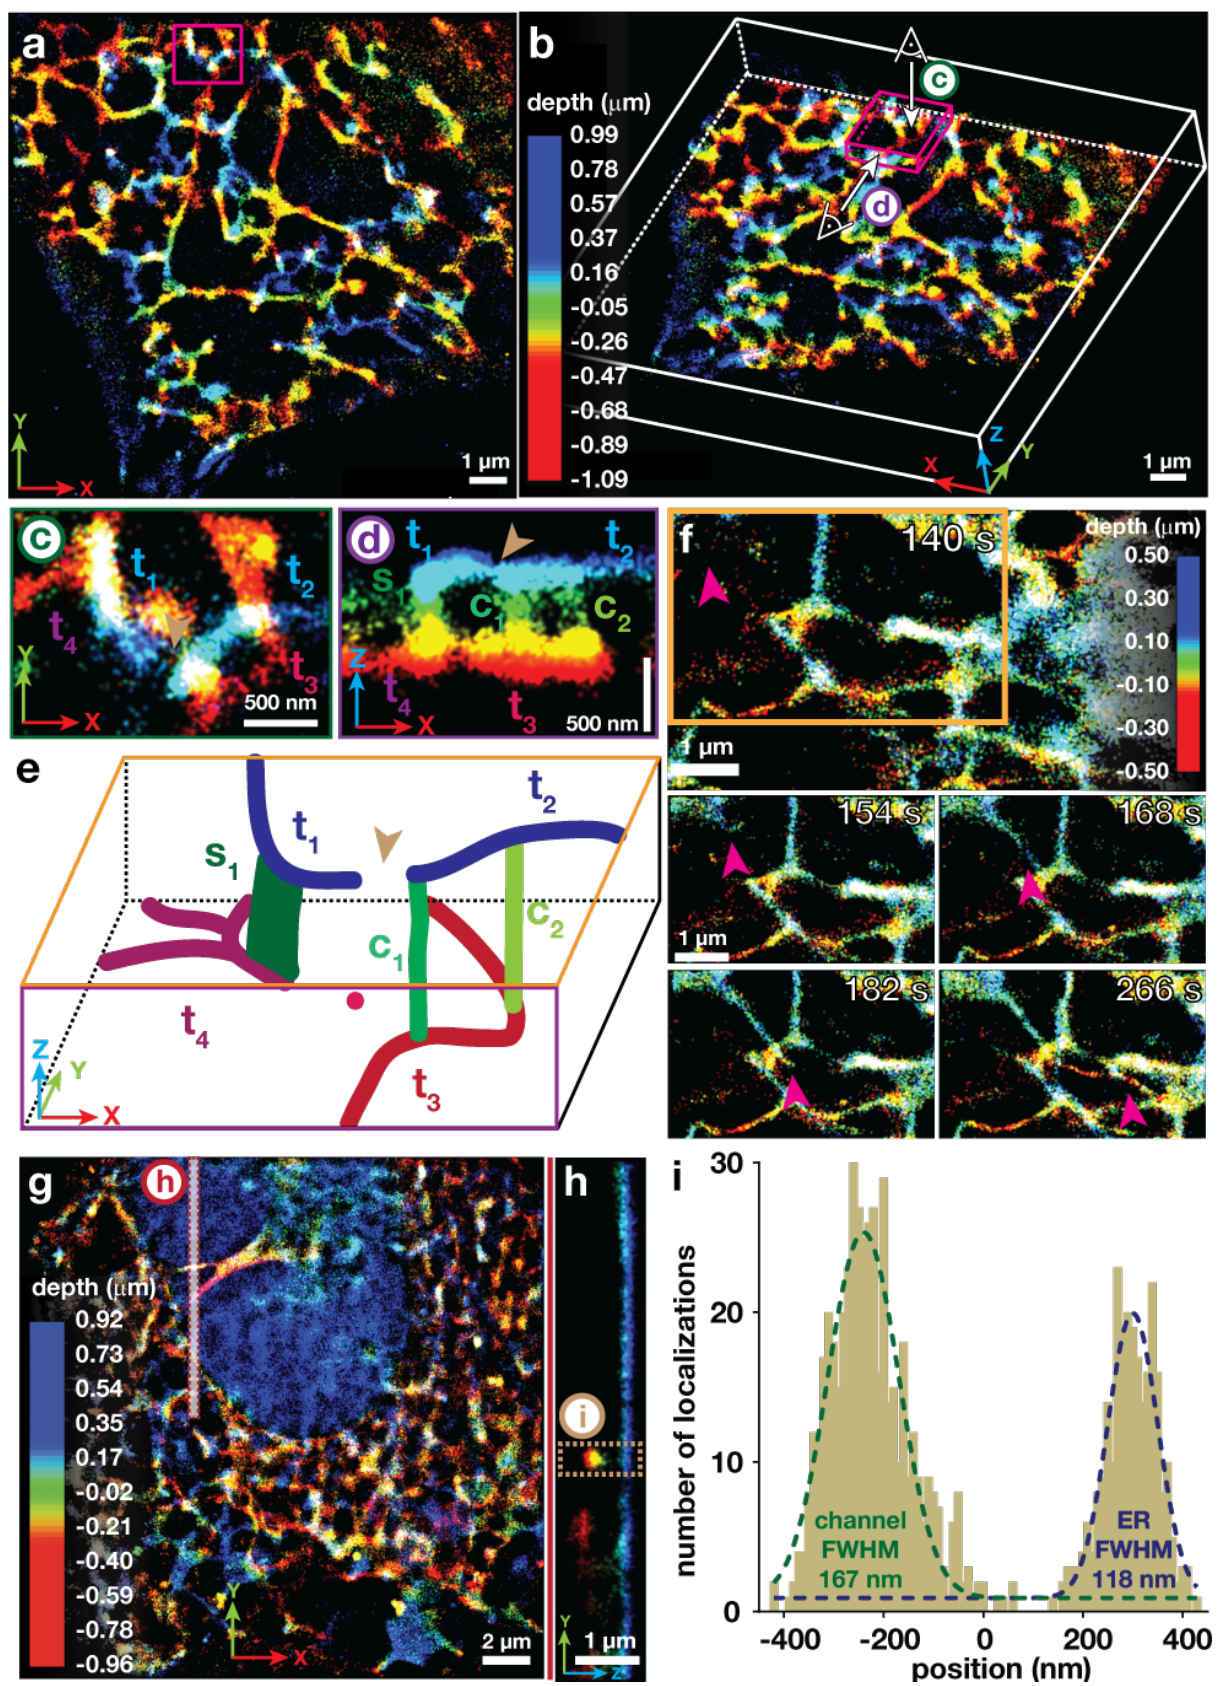 a
Y
X
1 µm
b
depth (µm)
0.99
0.78
0.57
0.37
0.16
-0.05
-0.26
-0.47
-0.68
-0.89
-1.09
c
d
X
Z
Y
1 µm
c
t1
t2
t4
t3
Y
X
500 nm
d
t1
t2
s1
c1
c2
Z
t4
X
t3
500 nm
e
t1
t2
s1
c1
c2
t4
t3
Z
Y
X
f
140 s
depth (µm)
0.50
0.30
0.10
-0.10
-0.30
-0.50
1 µm
154 s
1 µm
168 s
182 s
266 s
g
h
depth (µm)
0.92
0.73
0.54
0.35
0.17
-0.02
-0.21
-0.40
-0.59
-0.78
-0.96
Y
X
2 µm
h
i
Y
Z
1 µm
i
number of localizations
30
20
10
0
channel
FWHM
167 nm
ER
FWHM
118 nm
-400 -200 0 200 400
position (nm)